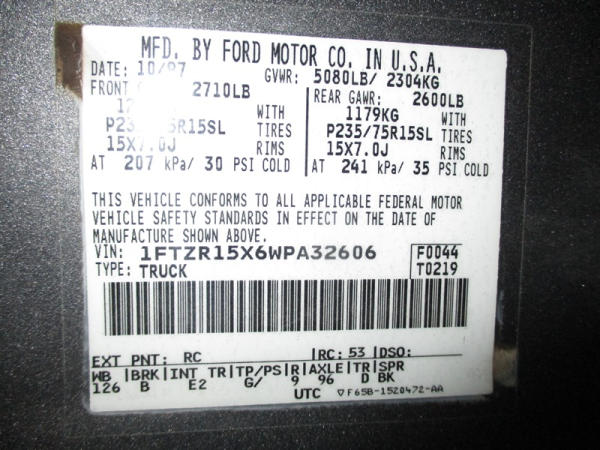 MFD. BY FORD MOTOR CO. IN U.S.A.
DATE: 10/97 GVWR: 5080LB/ 2304KG
FRONT 2710LB REAR GAWR: 2600LB
WITH 1179KG WITH
P235/75R15SL TIRES P235/75R15SL TIRES
15X7.0J RIMS 15X7.0J RIMS
AT 207 kPa/ 30 PSI COLD AT 241 kPa/ 35 PSI COLD
THIS VEHICLE CONFORMS TO ALL APPLICABLE FEDERAL MOTOR
VEHICLE SAFETY STANDARDS IN EFFECT ON THE DATE OF
MANUFACTURE SHOWN ABOVE.
VIN: 1FTZR15X6WPA32606 F0044
TYPE: TRUCK T0219
EXT PNT: RC RC: 53 DSO:
WB BRK INT TR TP/PS R AXLE TR SPR
126 B E2 G/ 9 96 D BK
UTC ▽F65B-1520472-AA